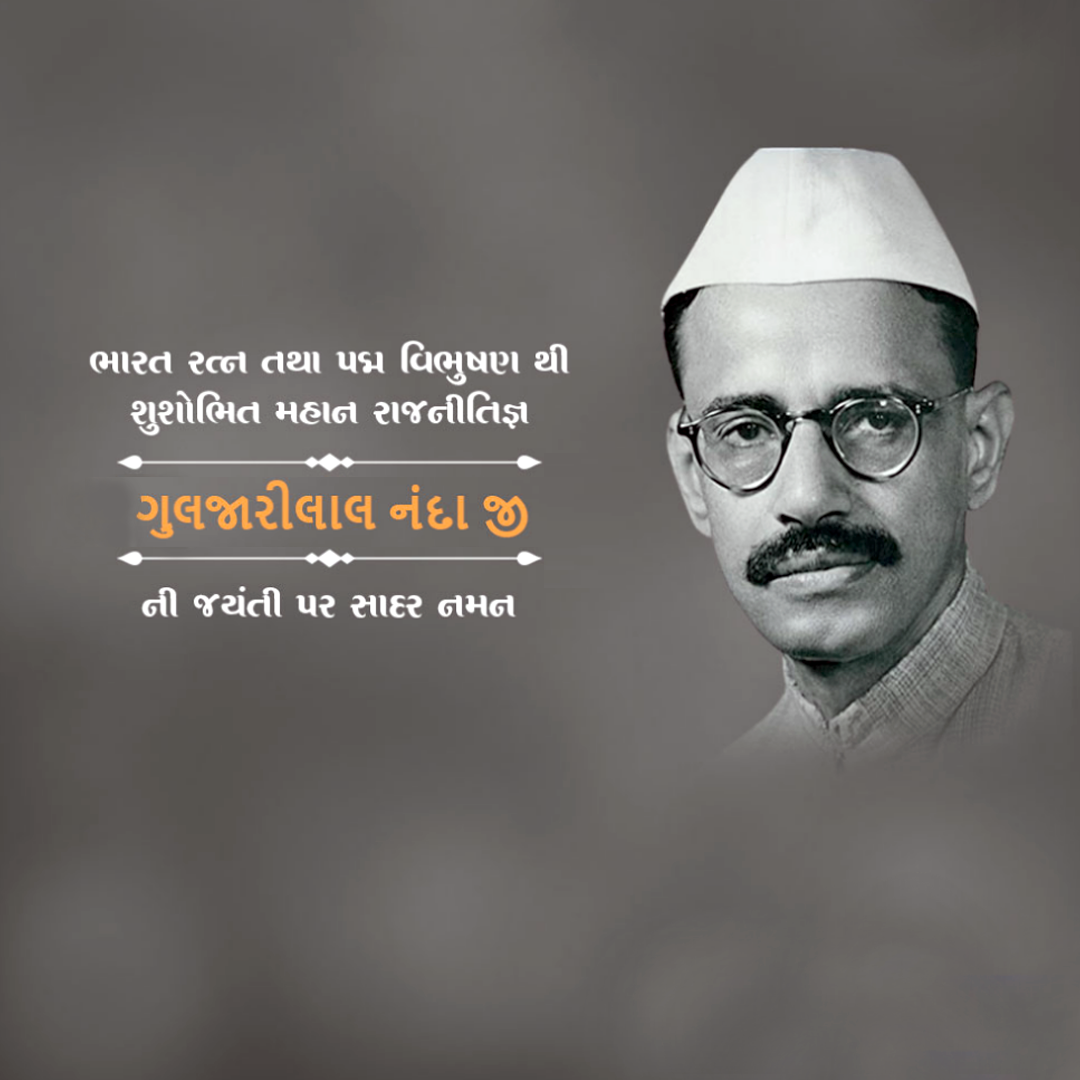 ભારત રત્ન તથા પદ્મ વિભુષણ થી
શુશોભિત મહાન રાજનીતિજ્ઞ
ગુલજારીલાલ નંદા જી
ની જયંતી પર સાદર નમન